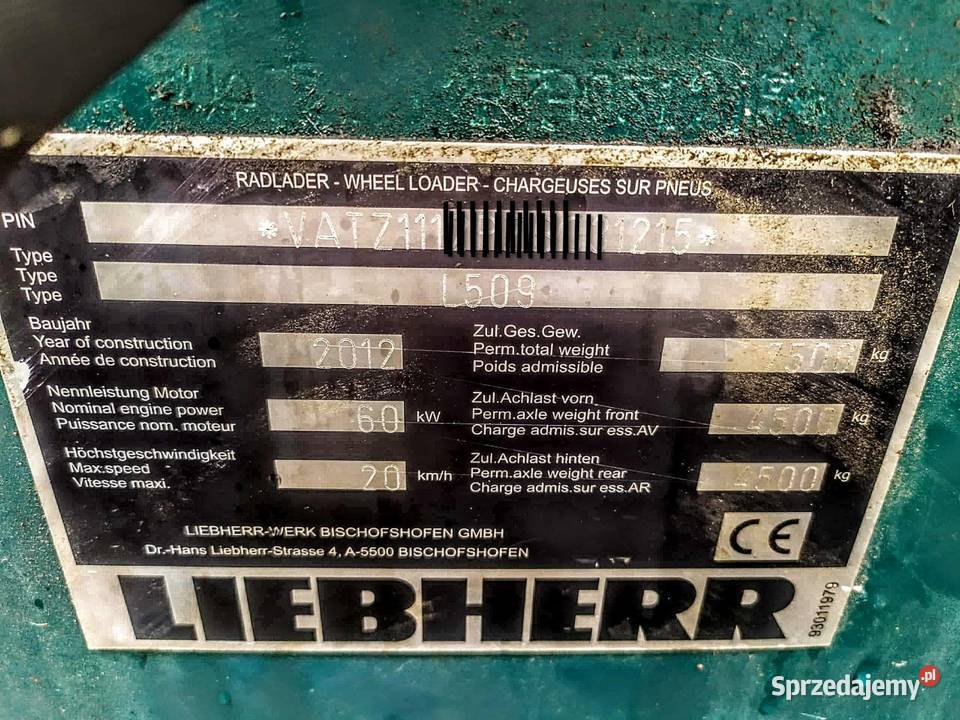 RADLADER - WHEEL LOADER - CHARGEUSES SUR PNEUS
PIN *VATZ111 1215*
Type
Type
Type
L509
Baujahr
Year of construction
Année de construction
2012
Zul.Ges.Gew.
Perm.total weight
Poids admissible
kg
Nennleistung Motor
Nominal engine power
Puissance nom. moteur
60 kW
Zul.Achlast vorn
Perm.axle weight front
Charge admis.sur ess.AV
4500 kg
Höchstgeschwindigkeit
Max.speed
Vitesse maxi.
20 km/h
Zul.Achlast hinten
Perm.axle weight rear
Charge admis.sur ess.AR
4500 kg
LIEBHERR-WERK BISCHOFSHOFEN GMBH
Dr.-Hans Liebherr-Strasse 4, A-5500 BISCHOFSHOFEN
CE
LIEBHERR
93011979
Sprzedajemy.pl